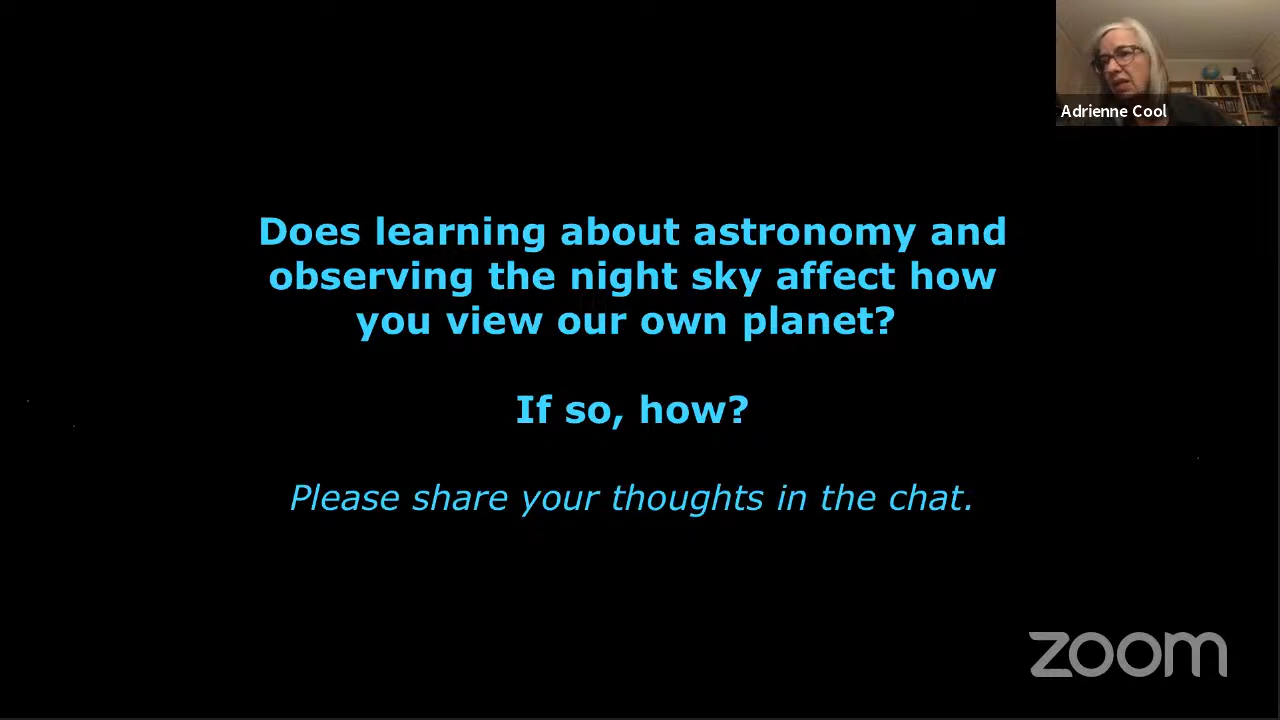 Adrienne Cool
Does learning about astronomy and
observing the night sky affect how
you view our own planet?
If so, how?
Please share your thoughts in the chat.
zoom